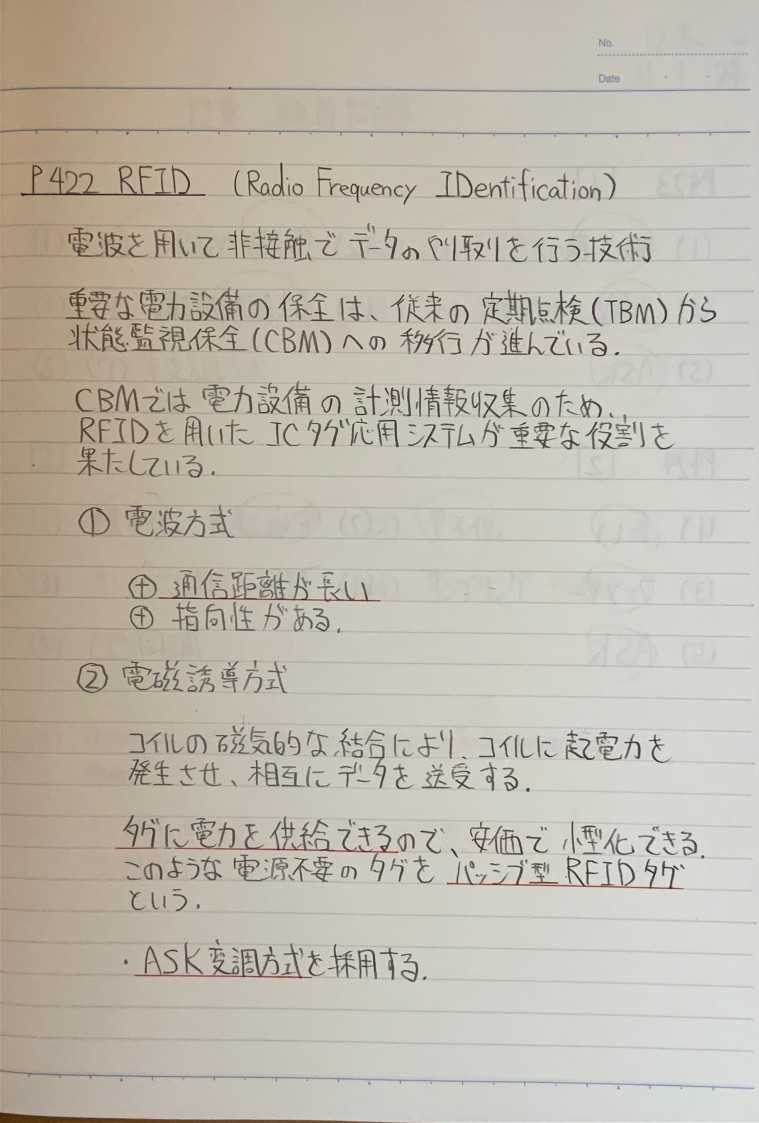 No.
Date
P422 RFID (Radio Frequency IDentification)
電波を用いて非接触でデータのやり取りを行う技術
重要な電力設備の保全は、従来の定期点検(TBM)から
状態監視保全(CBM)への移行が進んでいる.
CBMでは電力設備の計測情報収集のため、
RFIDを用いたICタグ応用システムが重要な役割を
果たしている.
① 電波方式
⊕ 通信距離が長い
⊕ 指向性がある.
② 電磁誘導方式
コイルの磁気的な結合により、コイルに起電力を
発生させ、相互にデータを送受する.
タグに電力を供給できるので、安価で小型化できる.
このような電源不要のタグをパッシブ型RFIDタグ
という.
・ASK変調方式を採用する.